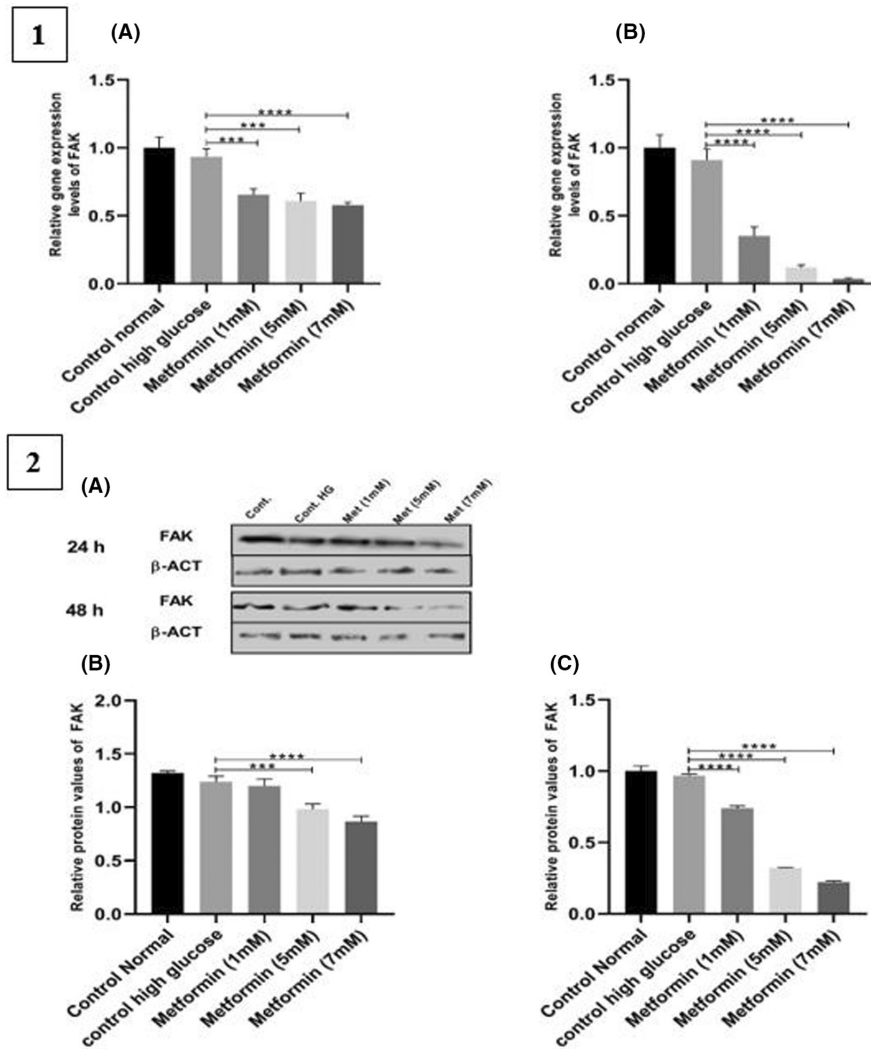 1
(A)
Relative gene expression
levels of FAK
1.5
1.0
0.5
0.0
****
***
***
Control normal
Control high glucose
Metformin (1mM)
Metformin (5mM)
Metformin (7mM)
(B)
Relative gene expression
levels of FAK
1.5
1.0
0.5
0.0
****
****
****
Control normal
Control high glucose
Metformin (1mM)
Metformin (5mM)
Metformin (7mM)
2
(A)
Cont.
Cont. HG
Met (1mM)
Met (5mM)
Met (7mM)
24 h
FAK
β-ACT
48 h
FAK
β-ACT
(B)
Relative protein values of FAK
2.0
1.5
1.0
0.5
0.0
****
***
Control Normal
control high glucose
Metformin (1mM)
Metformin (5mM)
Metformin (7mM)
(C)
Relative protein values of FAK
1.5
1.0
0.5
0.0
****
****
****
Control Normal
control high glucose
Metformin (1mM)
Metformin (5mM)
Metformin (7mM)